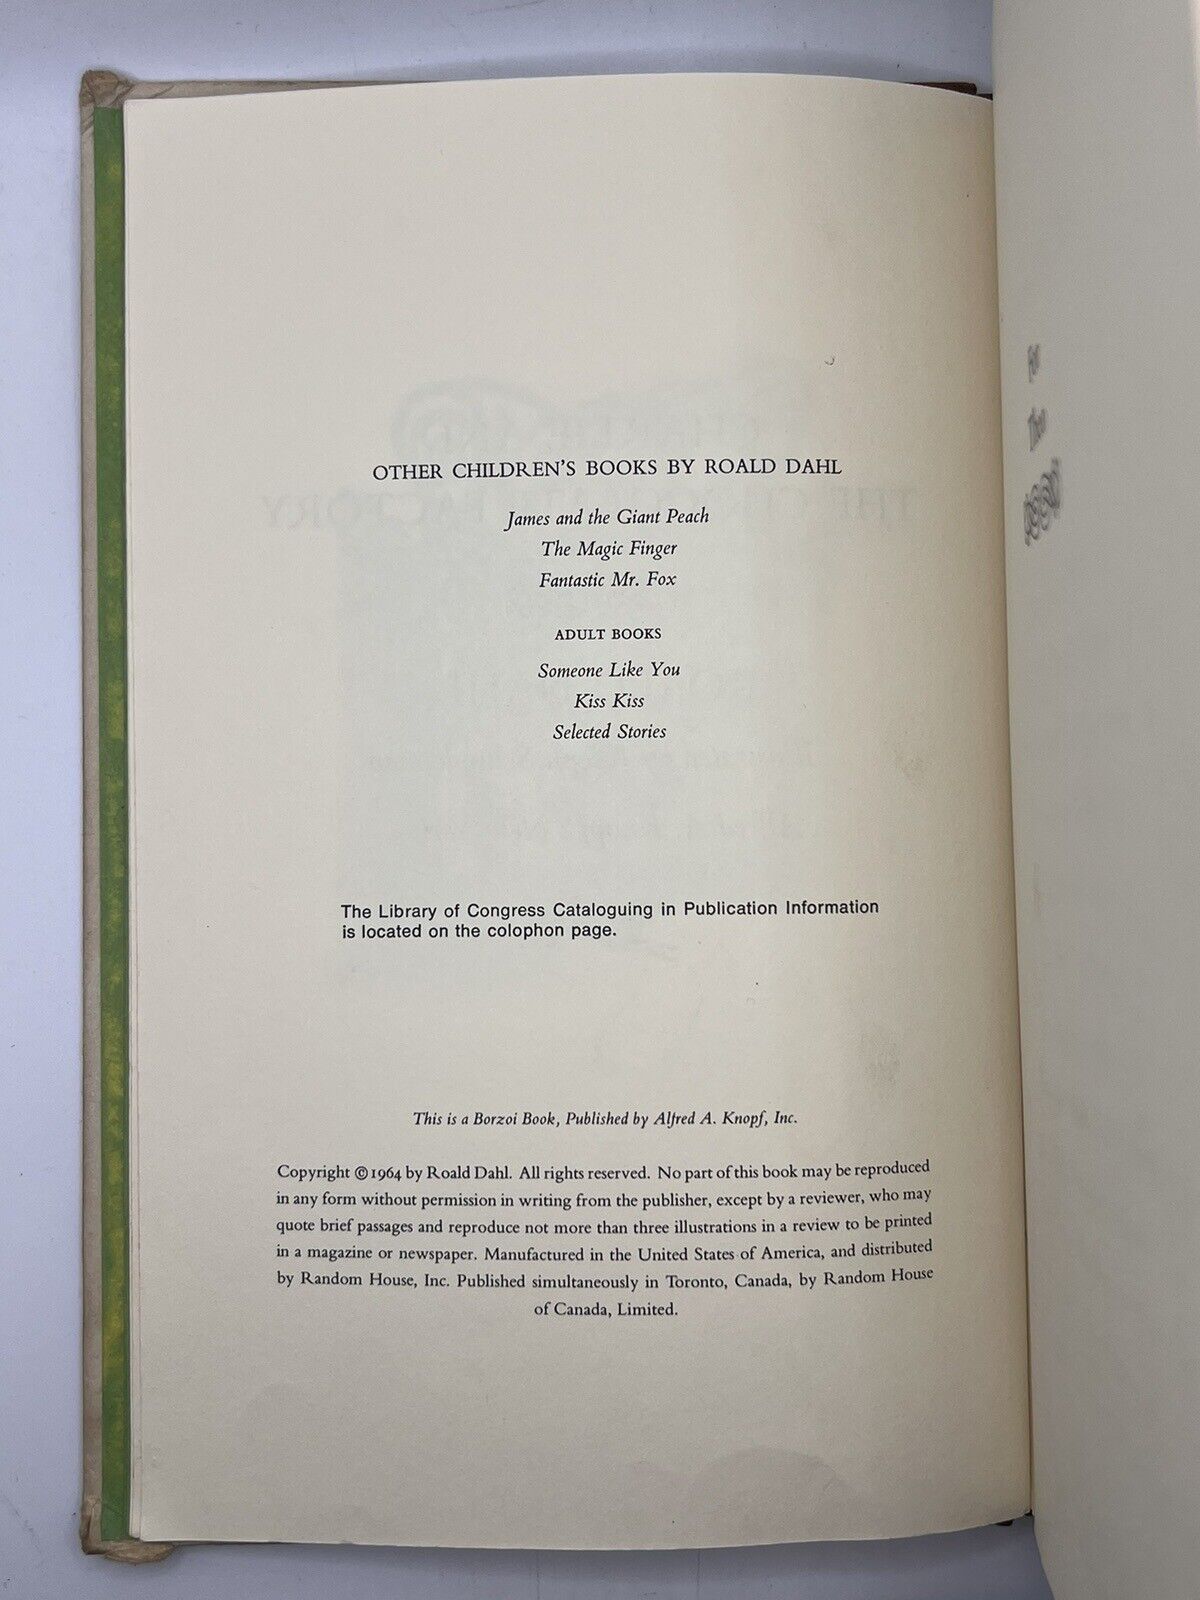 OTHER CHILDREN'S BOOKS BY ROALD DAHL
James and the Giant Peach
The Magic Finger
Fantastic Mr. Fox
ADULT BOOKS
Someone Like You
Kiss Kiss
Selected Stories
The Library of Congress Cataloguing in Publication Information
is located on the colophon page.
This is a Borzoi Book, Published by Alfred A. Knopf, Inc.
Copyright © 1964 by Roald Dahl. All rights reserved. No part of this book may be reproduced
in any form without permission in writing from the publisher, except by a reviewer, who may
quote brief passages and reproduce not more than three illustrations in a review to be printed
in a magazine or newspaper. Manufactured in the United States of America, and distributed
by Random House, Inc. Published simultaneously in Toronto, Canada, by Random House
of Canada, Limited.